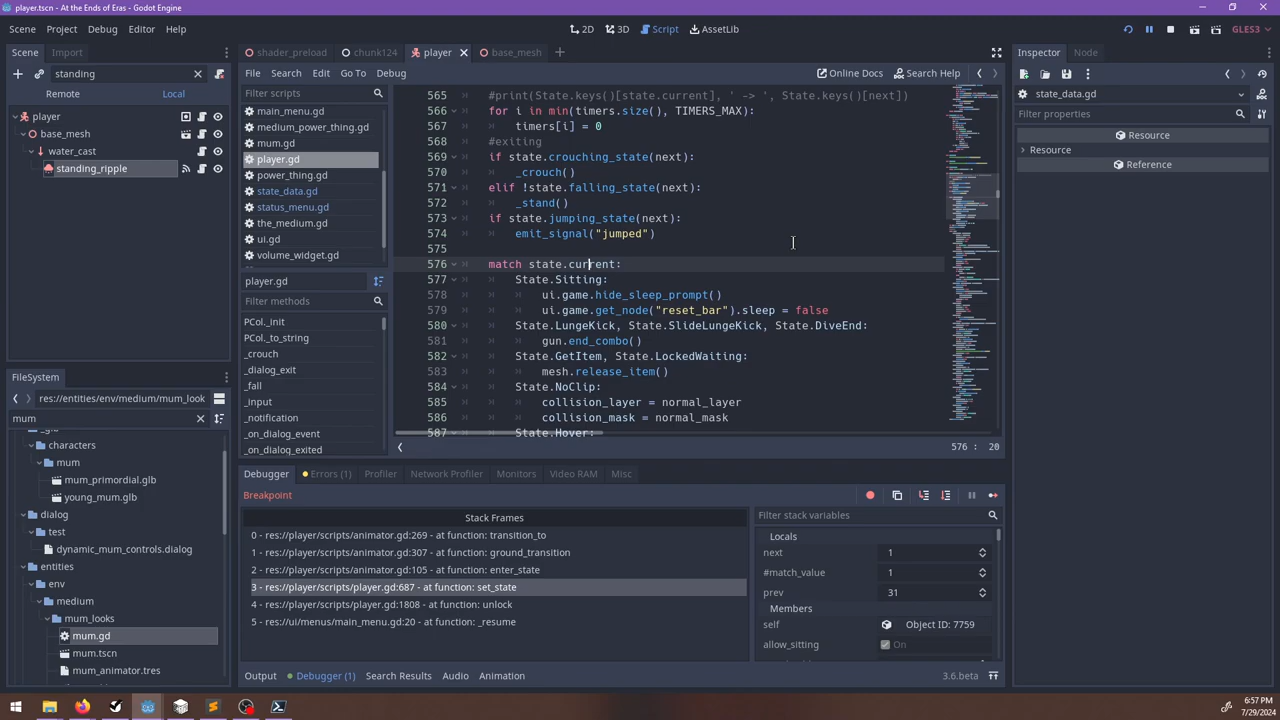 player.tscn - At the Ends of Eras - Godot Engine
Scene Project Debug Editor Help
2D 3D Script AssetLib
GLES3
Scene Import
standing
Remote Local
player
base_mesh
water_cast
standing_ripple
FileSystem
res://entities/env/medium/mum_look
mum
characters
mum
mum_primordial.glb
young_mum.glb
dialog
test
dynamic_mum_controls.dialog
entities
env
medium
mum_looks
mum.gd
mum.tscn
mum_animator.tres
shader_preload chunk124 player base_mesh
File Search Edit Go To Debug
Online Docs Search Help
Filter scripts
medium_power_thing.gd
mum.gd
player.gd
power_thing.gd
state_data.gd
status_menu.gd
ui.gd
volume_widget.gd
player.gd
Filter methods
PCol_to_string
_crouch
_dialog_exit
_fall
_input
_on_dialog_event
_on_dialog_exited
565 #print(State.keys()[state.current], ' -> ', State.keys()[next])
566 for i in min(timers.size(), TIMERS_MAX):
567 timers[i] = 0
568 #exiting
569 if state.crouching_state(next):
570 _crouch()
571 elif !state.falling_state(next):
572 _stand()
573 if state.jumping_state(next):
574 emit_signal("jumped")
575
576 match state.current:
577 State.Sitting:
578 ui.game.hide_sleep_prompt()
579 ui.game.get_node("reset_bar").sleep = false
580 State.LungeKick, State.SlideLungeKick, State.DiveEnd:
581 gun.end_combo()
582 State.GetItem, State.LockedWaiting:
583 mesh.release_item()
584 State.NoClip:
585 collision_layer = normal_layer
586 collision_mask = normal_mask
587 State.Hover:
576 : 20
Debugger Errors (1) Profiler Network Profiler Monitors Video RAM Misc
Breakpoint
Stack Frames
0 - res://player/scripts/animator.gd:269 - at function: transition_to
1 - res://player/scripts/animator.gd:307 - at function: ground_transition
2 - res://player/scripts/animator.gd:105 - at function: enter_state
3 - res://player/scripts/player.gd:687 - at function: set_state
4 - res://player/scripts/player.gd:1808 - at function: unlock
5 - res://ui/menus/main_menu.gd:20 - at function: _resume
Filter stack variables
Locals
next 1
#match_value 1
prev 31
Members
self Object ID: 7759
allow_sitting On
Output Debugger (1) Search Results Audio Animation
3.6.beta
Inspector Node
state_data.gd
Filter properties
Resource
Resource
Reference
6:57 PM
7/29/2024